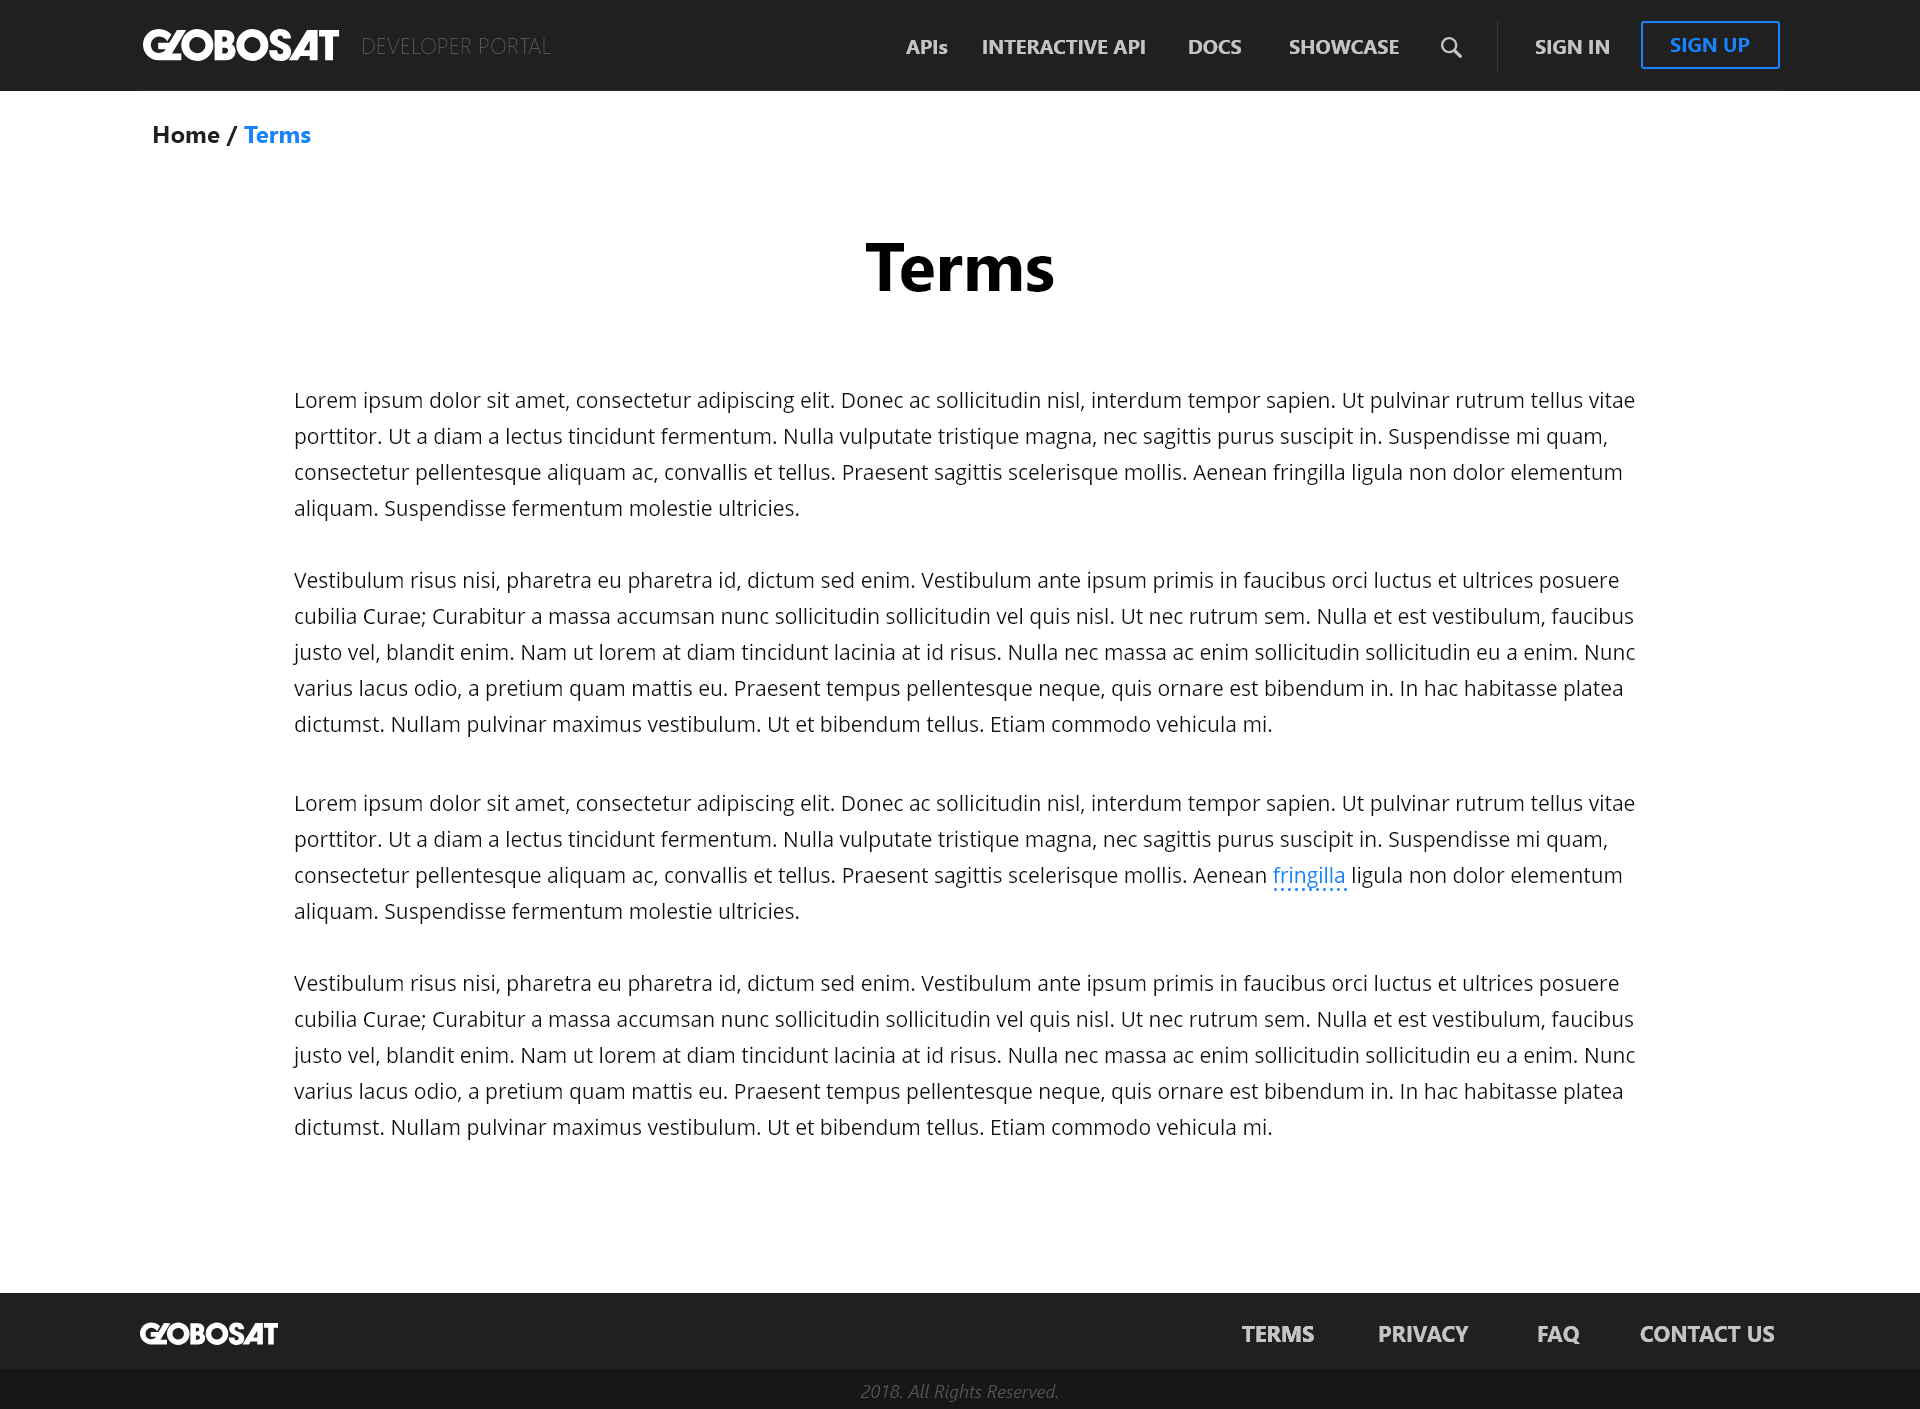 GLOBOSAT DEVELOPER PORTAL APIs INTERACTIVE API DOCS SHOWCASE SIGN IN SIGN UP
Home / Terms
Terms
Lorem ipsum dolor sit amet, consectetur adipiscing elit. Donec ac sollicitudin nisl, interdum tempor sapien. Ut pulvinar rutrum tellus vitae
porttitor. Ut a diam a lectus tincidunt fermentum. Nulla vulputate tristique magna, nec sagittis purus suscipit in. Suspendisse mi quam,
consectetur pellentesque aliquam ac, convallis et tellus. Praesent sagittis scelerisque mollis. Aenean fringilla ligula non dolor elementum
aliquam. Suspendisse fermentum molestie ultricies.
Vestibulum risus nisi, pharetra eu pharetra id, dictum sed enim. Vestibulum ante ipsum primis in faucibus orci luctus et ultrices posuere
cubilia Curae; Curabitur a massa accumsan nunc sollicitudin sollicitudin vel quis nisl. Ut nec rutrum sem. Nulla et est vestibulum, faucibus
justo vel, blandit enim. Nam ut lorem at diam tincidunt lacinia at id risus. Nulla nec massa ac enim sollicitudin sollicitudin eu a enim. Nunc
varius lacus odio, a pretium quam mattis eu. Praesent tempus pellentesque neque, quis ornare est bibendum in. In hac habitasse platea
dictumst. Nullam pulvinar maximus vestibulum. Ut et bibendum tellus. Etiam commodo vehicula mi.
Lorem ipsum dolor sit amet, consectetur adipiscing elit. Donec ac sollicitudin nisl, interdum tempor sapien. Ut pulvinar rutrum tellus vitae
porttitor. Ut a diam a lectus tincidunt fermentum. Nulla vulputate tristique magna, nec sagittis purus suscipit in. Suspendisse mi quam,
consectetur pellentesque aliquam ac, convallis et tellus. Praesent sagittis scelerisque mollis. Aenean fringilla ligula non dolor elementum
aliquam. Suspendisse fermentum molestie ultricies.
Vestibulum risus nisi, pharetra eu pharetra id, dictum sed enim. Vestibulum ante ipsum primis in faucibus orci luctus et ultrices posuere
cubilia Curae; Curabitur a massa accumsan nunc sollicitudin sollicitudin vel quis nisl. Ut nec rutrum sem. Nulla et est vestibulum, faucibus
justo vel, blandit enim. Nam ut lorem at diam tincidunt lacinia at id risus. Nulla nec massa ac enim sollicitudin sollicitudin eu a enim. Nunc
varius lacus odio, a pretium quam mattis eu. Praesent tempus pellentesque neque, quis ornare est bibendum in. In hac habitasse platea
dictumst. Nullam pulvinar maximus vestibulum. Ut et bibendum tellus. Etiam commodo vehicula mi.
GLOBOSAT TERMS PRIVACY FAQ CONTACT US
2018. All Rights Reserved.